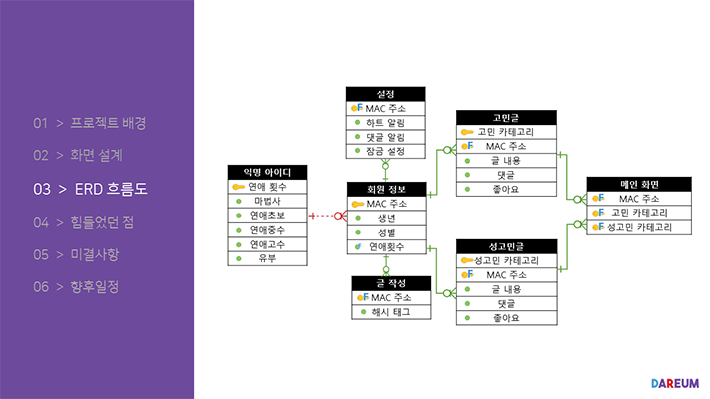 01 > 프로젝트 배경
02 > 화면 설계
03 > ERD 흐름도
04 > 힘들었던 점
05 > 미결사항
06 > 향후일정
익명 아이디
연애 횟수
마법사
연애초보
연애중수
연애고수
유부
설정
MAC 주소
하트 알림
댓글 알림
잠금 설정
회원 정보
MAC 주소
생년
성별
연애횟수
글 작성
MAC 주소
해시 태그
고민글
고민 카테고리
MAC 주소
글 내용
댓글
좋아요
성고민글
성고민 카테고리
MAC 주소
글 내용
댓글
좋아요
메인 화면
MAC 주소
고민 카테고리
성고민 카테고리
DAREUM